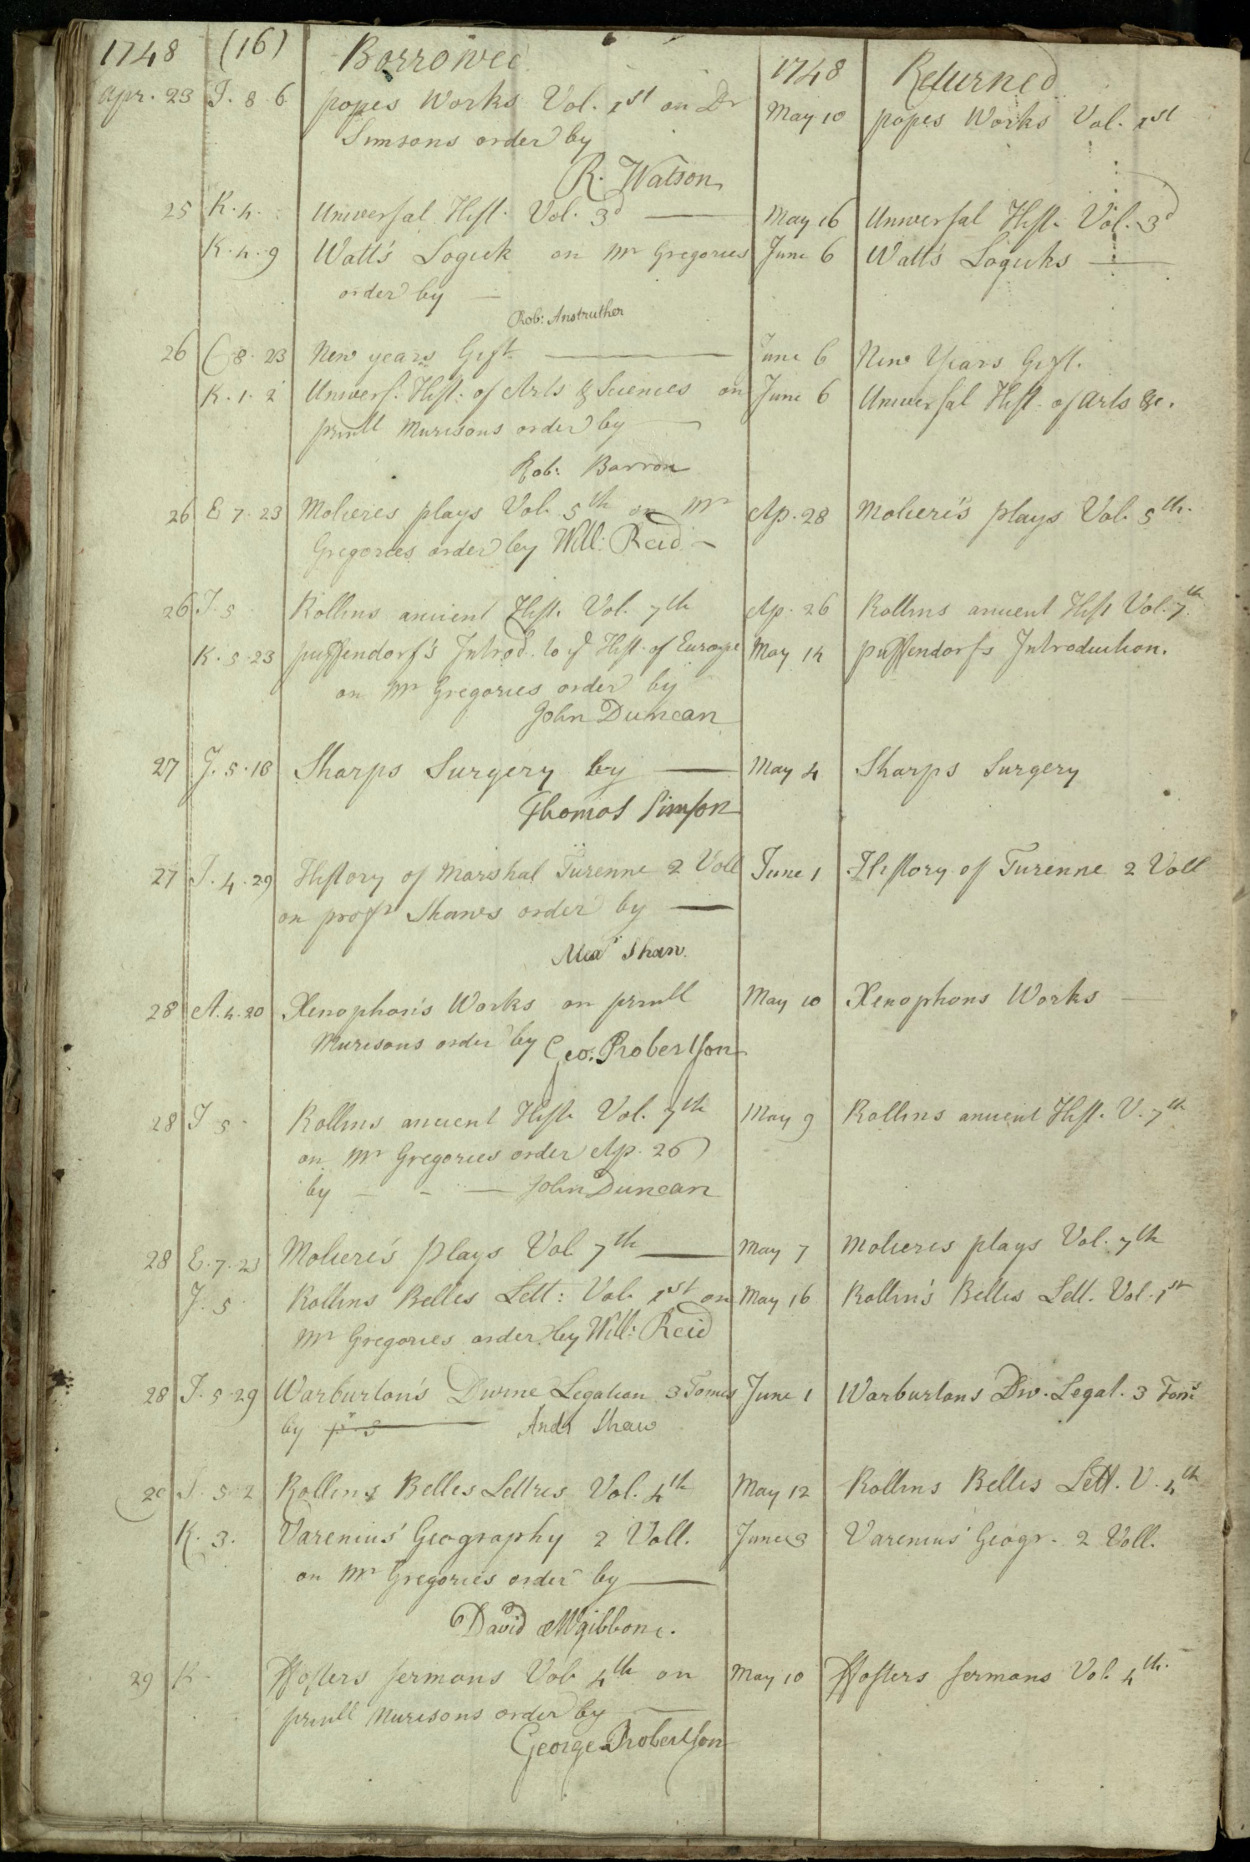 1748 (16) Borrowed 1748 Returned
Apr. 23 J. 8 6 popes Works Vol. 1st on Dr May 10 popes Works Vol. 1st
Simsons order by
R. Watson
25 K. 4. Universal Hist. Vol. 3d May 16 Universal Hist. Vol. 3d
K. 4. 9 Watt's Logick on Mr Gregories June 6 Watt's Logicks
order by
Rob: Anstruther
26 C 8. 23 New years Gift June 6 New Years Gift.
K. 1. 2 Univers. Hist. of Arts & Sciences on June 6 Universal Hist. of Arts &c.
prinll Murisons order by
Rob: Barron
26 E 7. 23 Molieres plays Vol. 5th on Mr Ap. 28 Moliere's plays Vol. 5th.
Gregories order by Will: Reid
26 J. 5 Rollins ancient Hist. Vol. 7th Ap. 26 Rollins ancient Hist Vol. 7th
K. 5. 23 puffendorf's Introd. to ye Hist. of Europe May 14 puffendorfs Introduction.
on Mr Gregories order by
John Duncan
27 J. 5. 18 Sharps Surgery by May 4 Sharps Surgery
Thomas Simson
27 J. 4. 29 History of Marshal Turenne 2 Voll June 1 History of Turenne 2 Voll
on profr Shaws order by
Alexr Shaw.
28 A. 4. 20 Xenophon's Works on prinll May 10 Xenophons Works
Murisons order by Geo. Robertson
28 J 5 Rollins ancient Hist. Vol. 7th May 9 Rollins ancient Hist. V. 7th
on Mr Gregories order Ap. 26
by John Duncan
28 E. 7. 23 Moliere's plays Vol 7th May 7 Molieres plays Vol. 7th
J. 5 Rollins Belles Lett: Vol. 1st on May 16 Rollin's Belles Lett. Vol. 1st
Mr Gregories order by Will: Reid
28 J. 5. 29 Warburton's Divine Legation 3 Tomes June 1 Warburtons Div. Legat. 3 Toms
by Andr Shaw
J. 5. 2 Rollins Belles Lettres Vol. 4th May 12 Rollins Belles Lett. V. 4th
K. 3. Varenius' Geography 2 Voll. June 3 Varenius' Geogr. 2 Voll.
on Mr Gregories order by
David Mcgibbone.
29 K. ffosters sermons Vol. 4th on May 10 ffosters sermons Vol. 4th.
prinll Murisons order by
George Robertson